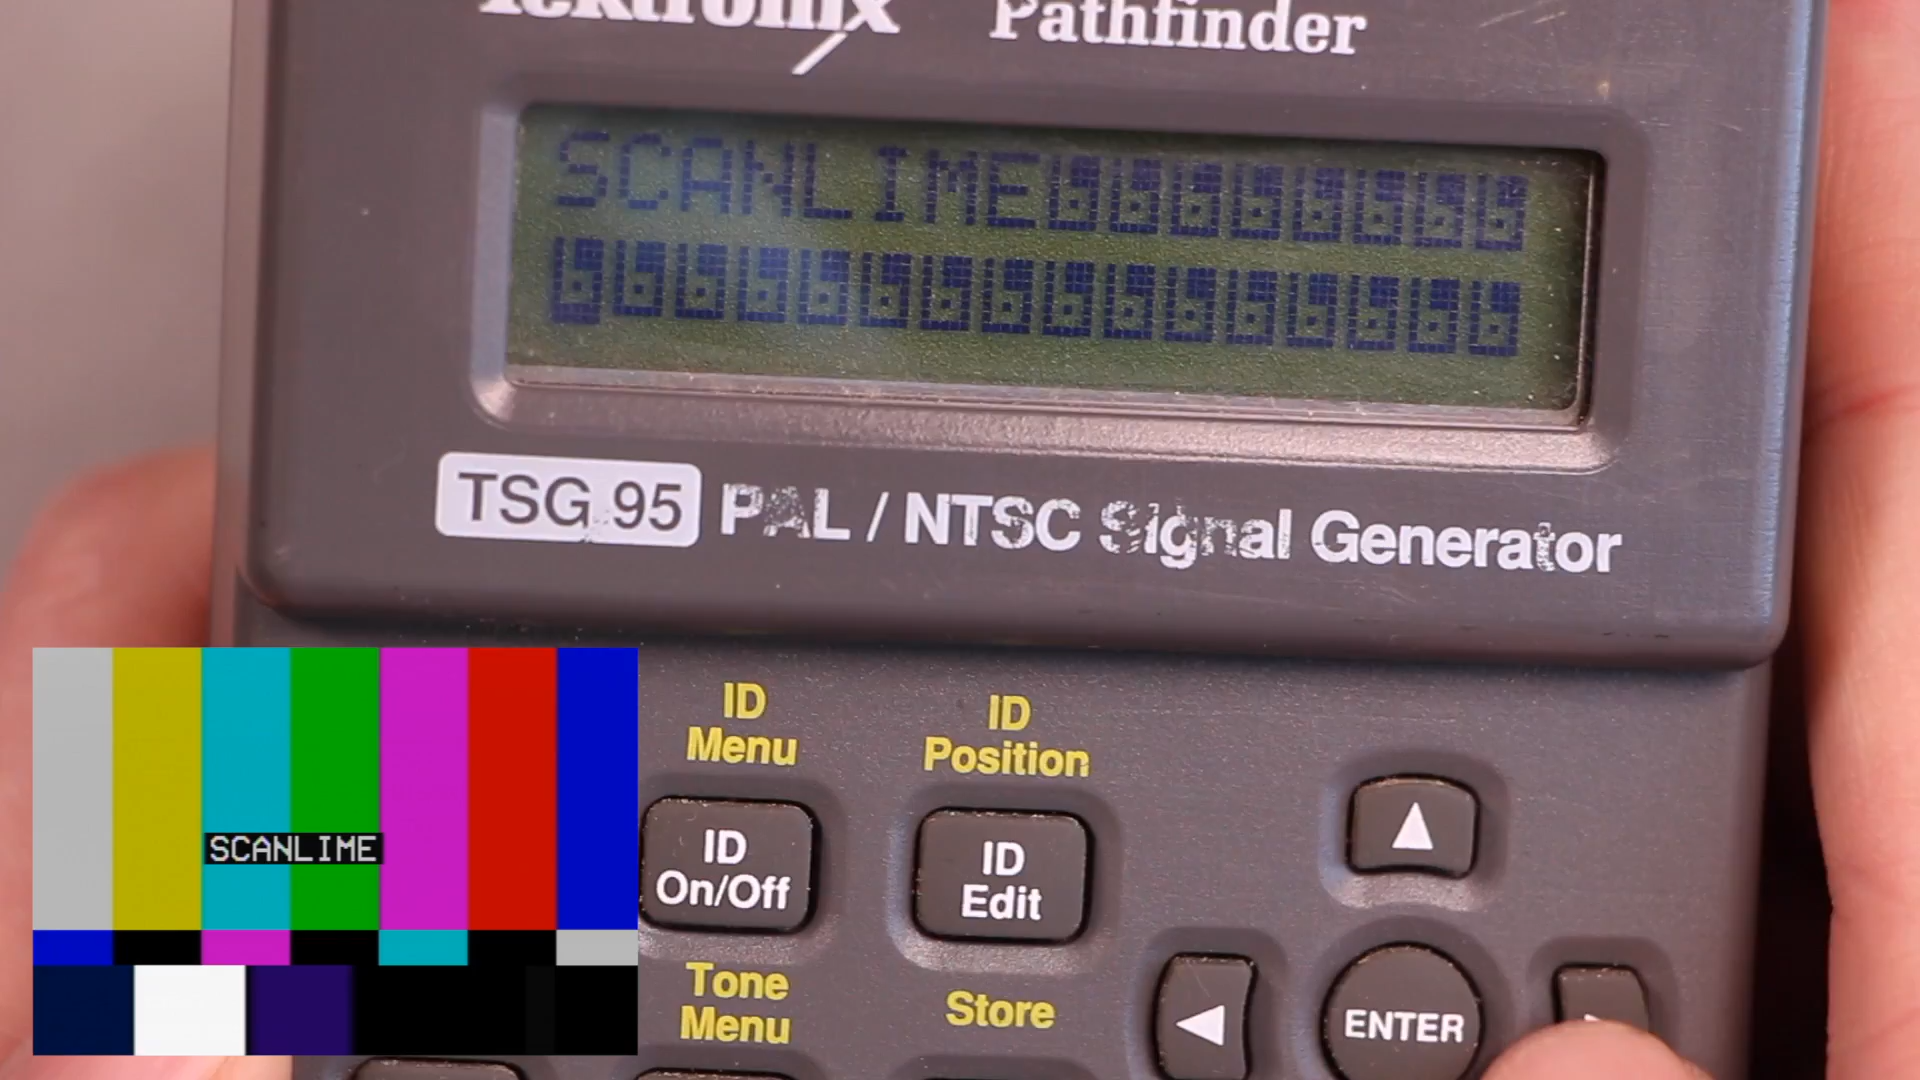 Tektronix Pathfinder
SCANLIME
TSG 95 PAL / NTSC Signal Generator
ID Menu
ID Position
SCANLIME
ID On/Off
ID Edit
Tone Menu
Store
ENTER